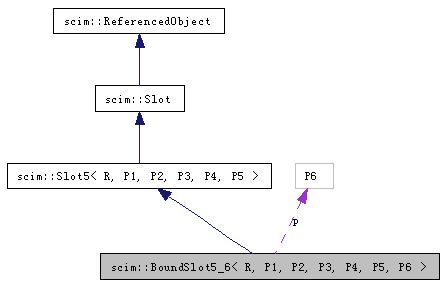 scim::ReferencedObject
scim::Slot
scim::Slot5< R, P1, P2, P3, P4, P5 >
P6
p
scim::BoundSlot5_6< R, P1, P2, P3, P4, P5, P6 >